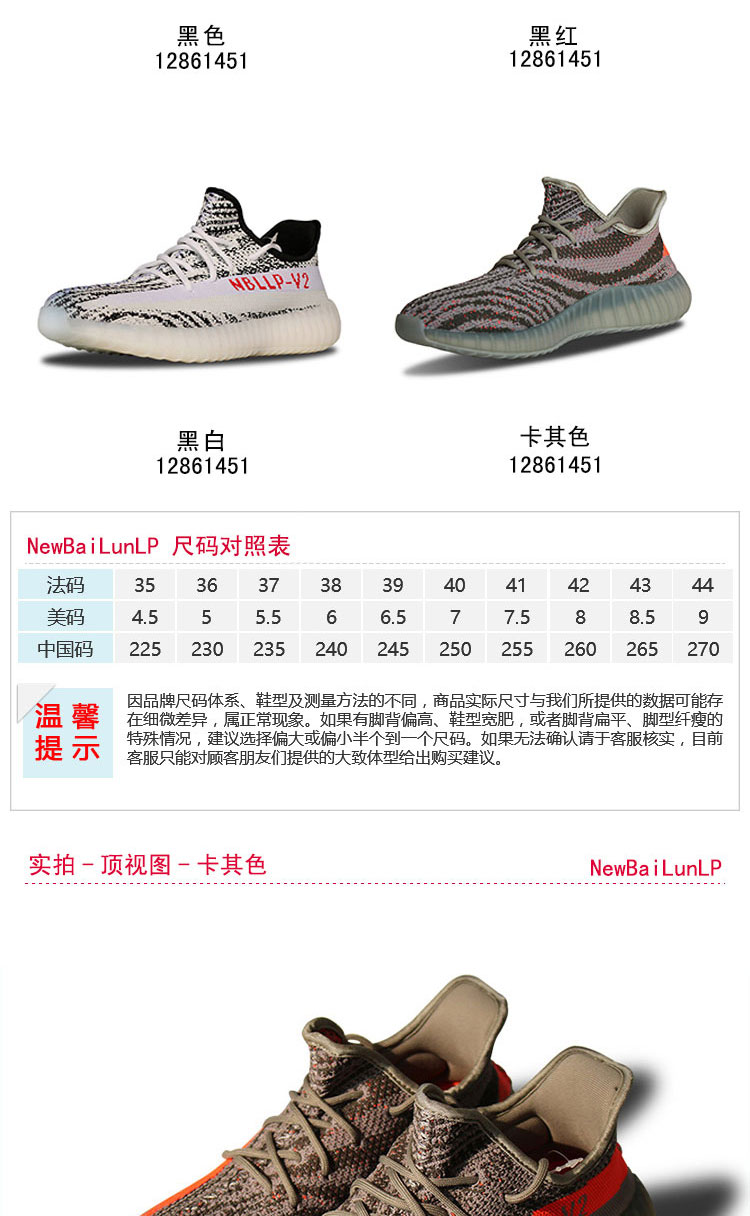 黑色 黑红
12861451 12861451
NBLLP-V2
黑白 卡其色
12861451 12861451
NewBaiLunLP 尺码对照表
法码 35 36 37 38 39 40 41 42 43 44
美码 4.5 5 5.5 6 6.5 7 7.5 8 8.5 9
中国码 225 230 235 240 245 250 255 260 265 270
温馨
提示
因品牌尺码体系、鞋型及测量方法的不同，商品实际尺寸与我们所提供的数据可能存
在细微差异，属正常现象。如果有脚背偏高、鞋型宽肥，或者脚背扁平、脚型纤瘦的
特殊情况，建议选择偏大或偏小半个到一个尺码。如果无法确认请于客服核实，目前
客服只能对顾客朋友们提供的大致体型给出购买建议。
实拍-顶视图-卡其色 NewBaiLunLP
V2